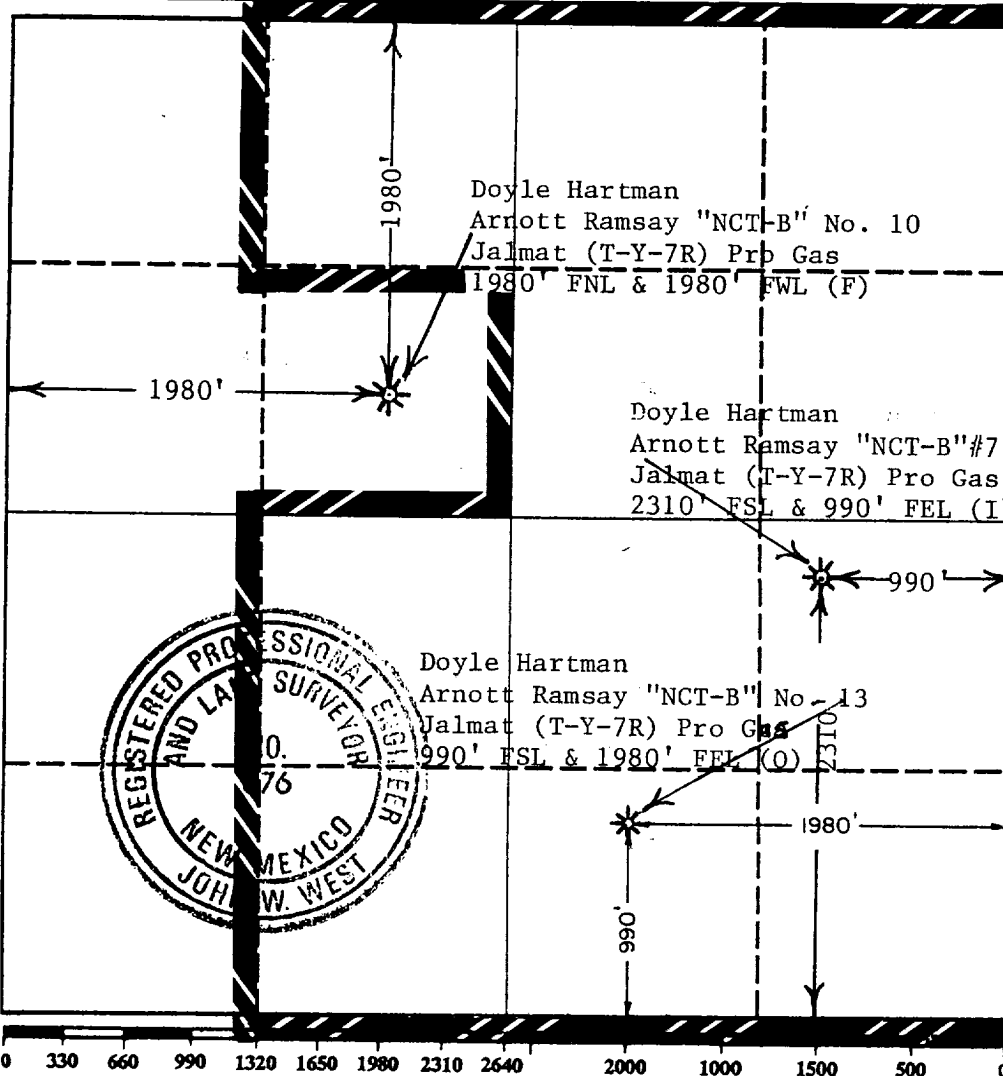 1980'
Doyle Hartman
Arnott Ramsay "NCT-B" No. 10
Jalmat (T-Y-7R) Pro Gas
1980' FNL & 1980' FWL (F)
1980'
Doyle Hartman
Arnott Ramsay "NCT-B"#7
Jalmat (T-Y-7R) Pro Gas
2310' FSL & 990' FEL (I
990'
Doyle Hartman
Arnott Ramsay "NCT-B" No. 13
Jalmat (T-Y-7R) Pro Gas
990' FSL & 1980' FEL (O)
2310'
1980'
990'
REGISTERED PROFESSIONAL ENGINEER
AND LAND SURVEYOR
76
NEW MEXICO
JOHN W. WEST
0 330 660 990 1320 1650 1980 2310 2640 2000 1000 1500 500